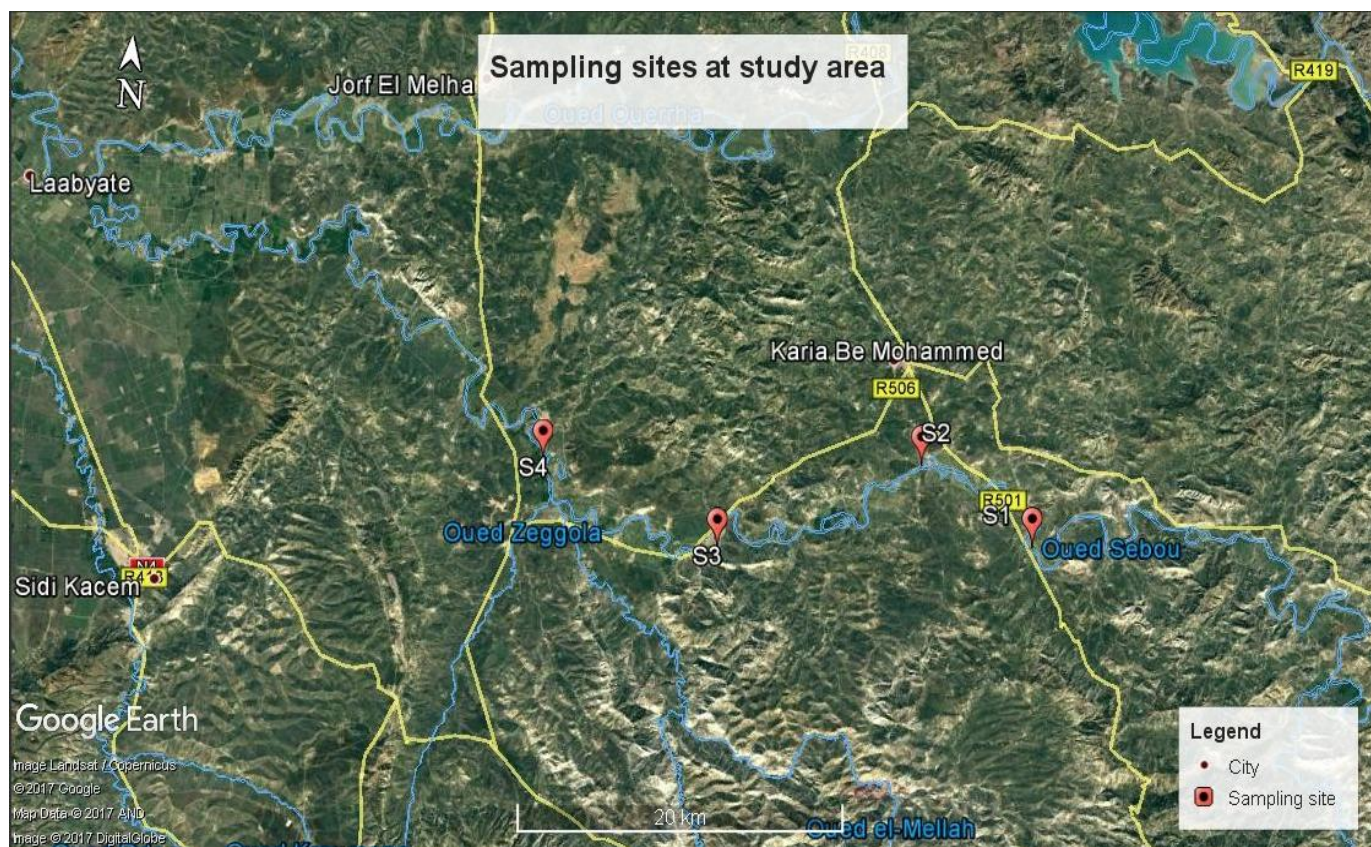 Sampling sites at study area
N
R408
R419
Jorf El Melha
Oued Ouerrha
Laabyate
Karia Be Mohammed
R506
S2
S4
R501
S1
Oued Zeggola
S3
Oued Sebou
N4
Sidi Kacem
Google Earth
Image Landsat / Copernicus
© 2017 Google
Map Data © 2017 AND
Image © 2017 DigitalGlobe
20 km
Oued el-Mellah
Legend
City
Sampling site